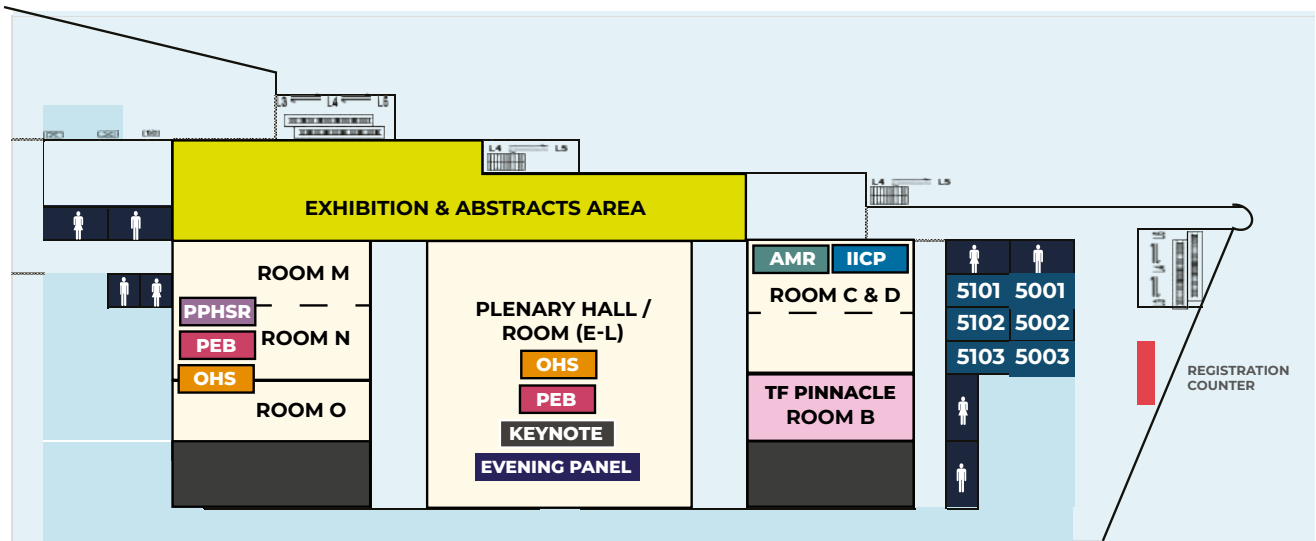 L3 L4 L6
L4 L5
L4 L5
EXHIBITION & ABSTRACTS AREA
ROOM M
PPHSR
PEB
ROOM N
OHS
ROOM O
PLENARY HALL /
ROOM (E-L)
OHS
PEB
KEYNOTE
EVENING PANEL
AMR IICP
ROOM C & D
TF PINNACLE
ROOM B
5101 5001
5102 5002
5103 5003
REGISTRATION
COUNTER